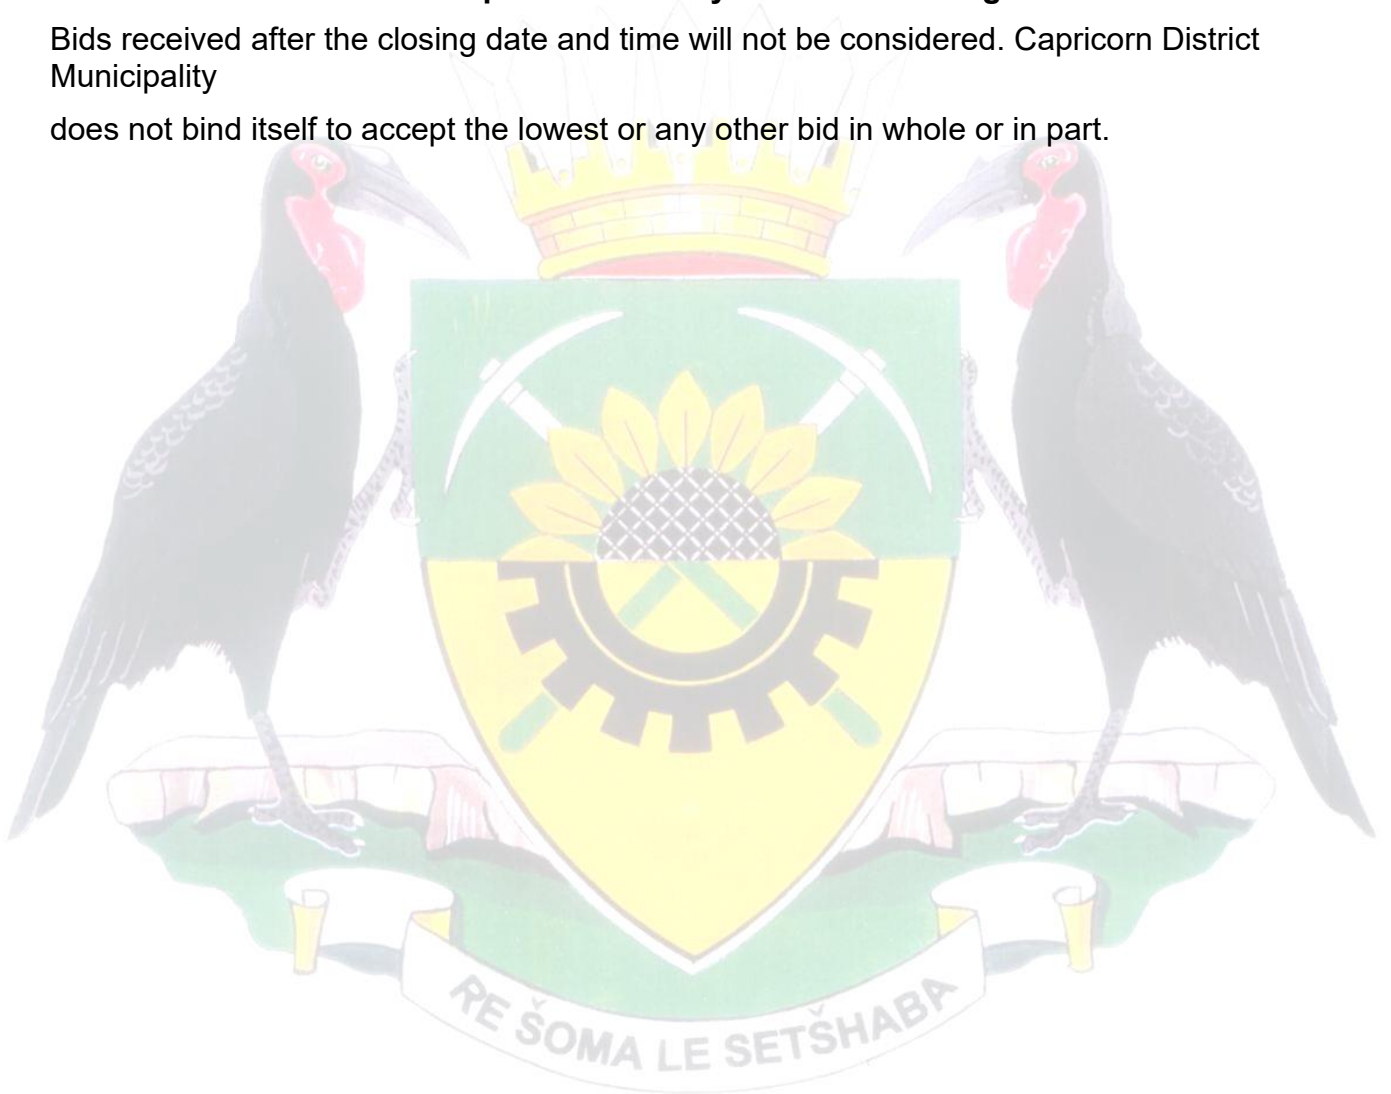 Bids received after the closing date and time will not be considered. Capricorn District
Municipality
does not bind itself to accept the lowest or any other bid in whole or in part.
RE ŠOMA LE SETŠHABA